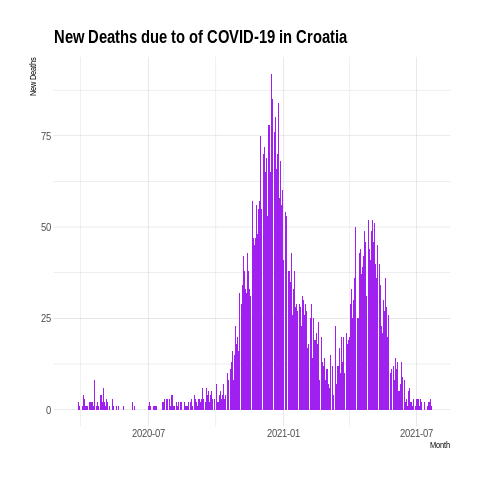 New Deaths due to of COVID-19 in Croatia
New Deaths
75
50
25
0
2020-07
2021-01
2021-07
Month